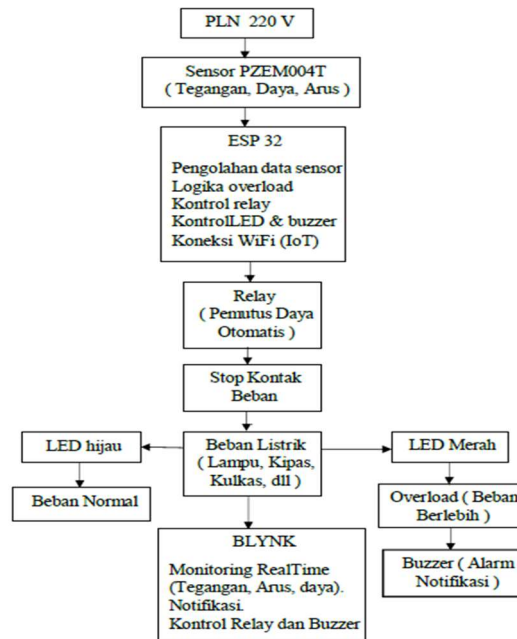 PLN 220 V
Sensor PZEM004T
( Tegangan, Daya, Arus )
ESP 32
Pengolahan data sensor
Logika overload
Kontrol relay
KontrolLED & buzzer
Koneksi WiFi (IoT)
Relay
( Pemutus Daya
Otomatis )
Stop Kontak
Beban
LED hijau
Beban Normal
Beban Listrik
( Lampu, Kipas,
Kulkas, dll )
LED Merah
Overload ( Beban
Berlebih )
Buzzer ( Alarm
Notifikasi )
BLYNK
Monitoring RealTime
(Tegangan, Arus, daya).
Notifikasi.
Kontrol Relay dan Buzzer